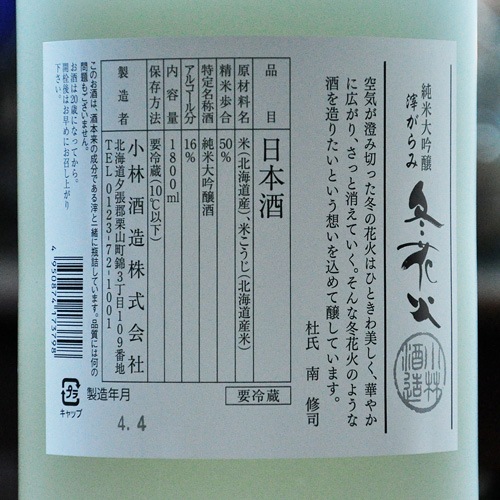 純米大吟醸
滓がらみ
冬花火
小林酒造
空気が澄み切った冬の花火はひときわ美しく、華やか
に広がり、さっと消えていく。そんな冬花火のような
酒を造りたいという想いを込めて醸しています。
杜氏 南 修司
品目 日本酒
原材料名 米(北海道産)、米こうじ(北海道産米)
精米歩合 50%
特定名称酒 純米大吟醸酒
アルコール分 16%
内容量 1800ml
保存方法 要冷蔵(10℃以下)
製造者 小林酒造株式会社
北海道夕張郡栗山町錦3丁目109番地
TEL 0123-72-1001
要冷蔵
製造年月
4.4
このお酒は、酒本来の成分である滓と一緒に瓶詰しています。品質には何の
問題もございません。
お酒は20歳になってから。
開栓後はお早めにお召し上がり
下さい。
4950874173798
プラ
キャップ